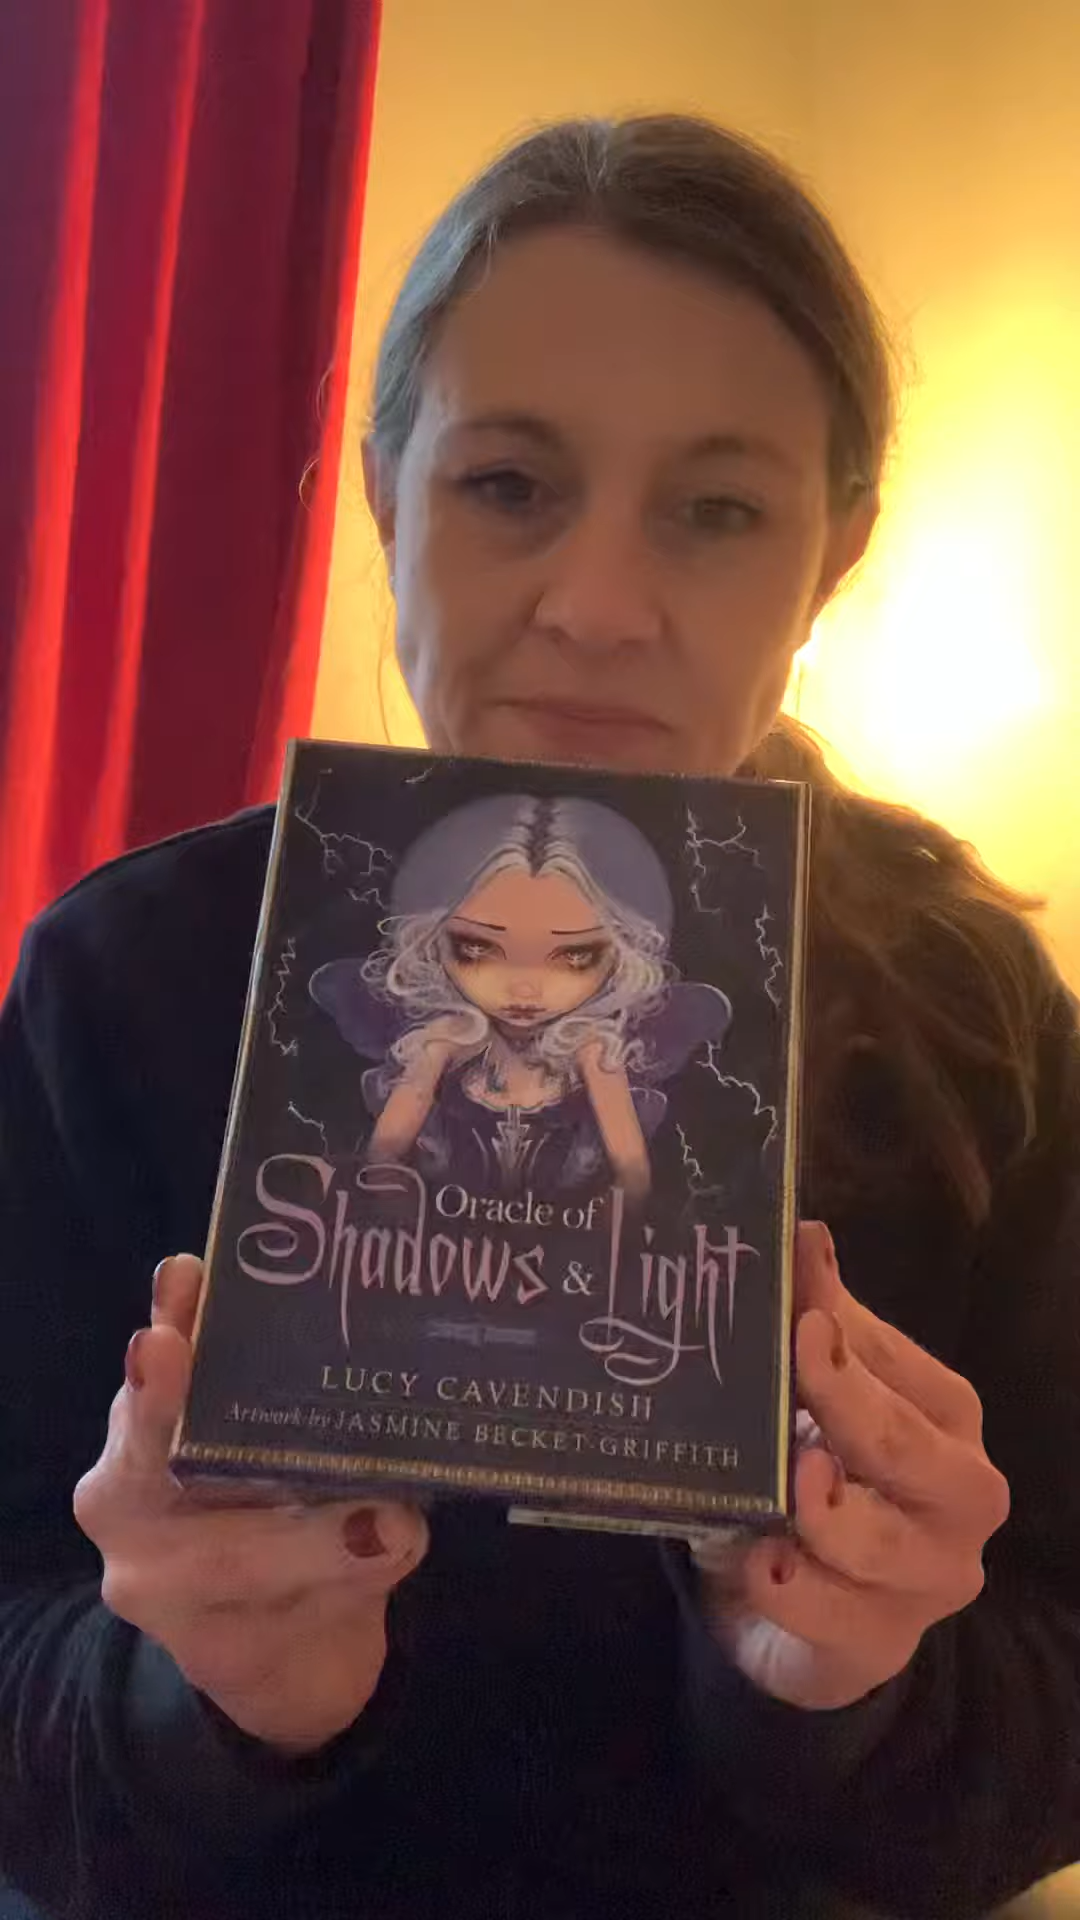 Oracle of
Shadows & Light
LUCY CAVENDISH
Artwork by JASMINE BECKET-GRIFFITH